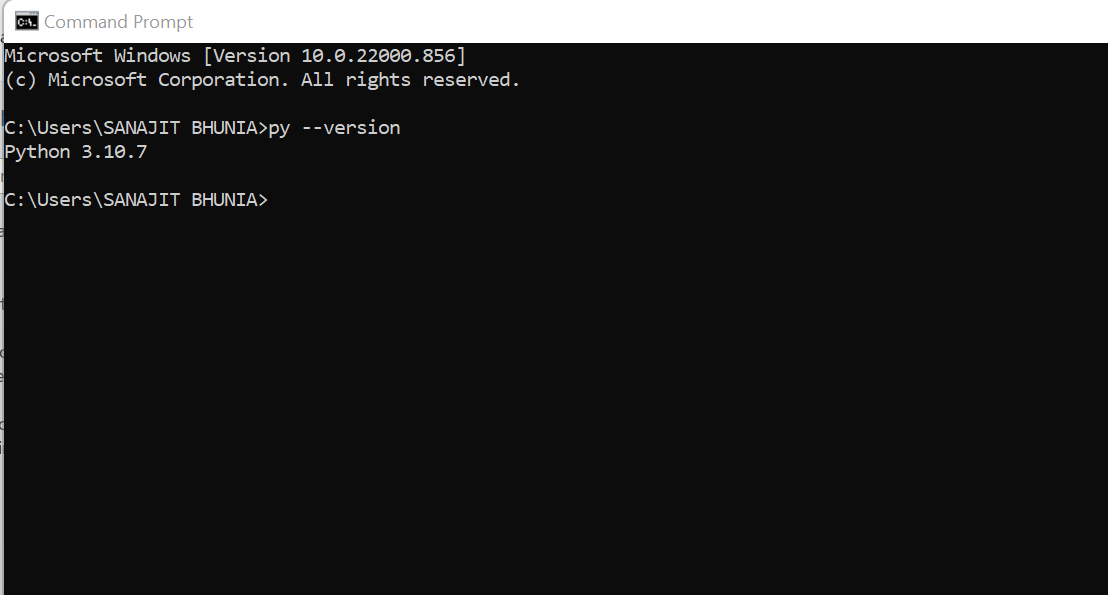 Command Prompt
Microsoft Windows [Version 10.0.22000.856]
(c) Microsoft Corporation. All rights reserved.
C:\Users\SANAJIT BHUNIA>py --version
Python 3.10.7
C:\Users\SANAJIT BHUNIA>